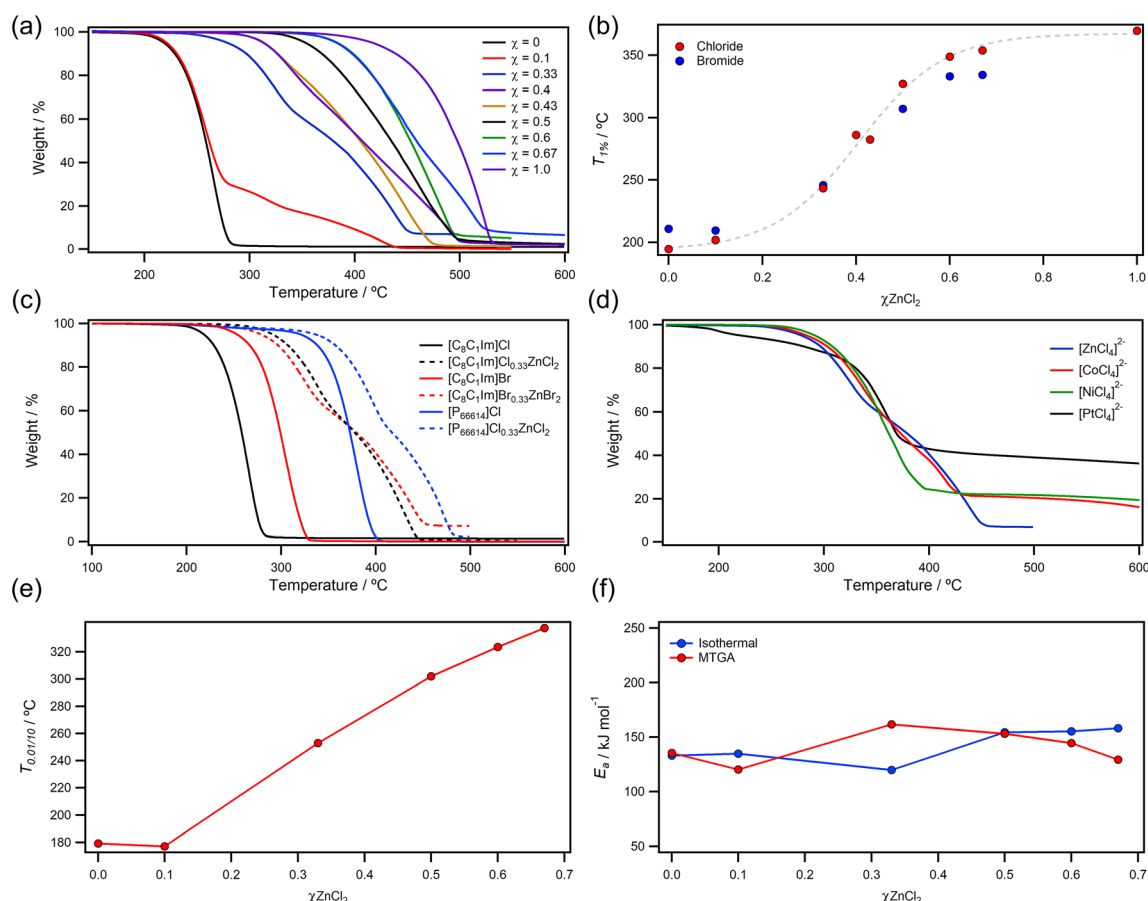 (a)
Weight / %
100
80
60
40
20
0
χ = 0
χ = 0.1
χ = 0.33
χ = 0.4
χ = 0.43
χ = 0.5
χ = 0.6
χ = 0.67
χ = 1.0
200 300 400 500 600
Temperature / ºC
(b)
T1% / ºC
350
300
250
200
Chloride
Bromide
0.0 0.2 0.4 0.6 0.8 1.0
χZnCl2
(c)
Weight / %
100
80
60
40
20
0
[C8C1Im]Cl
[C8C1Im]Cl0.33ZnCl2
[C8C1Im]Br
[C8C1Im]Br0.33ZnBr2
[P66614]Cl
[P66614]Cl0.33ZnCl2
100 200 300 400 500 600
Temperature / ºC
(d)
Weight / %
100
80
60
40
20
0
[ZnCl4]2-
[CoCl4]2-
[NiCl4]2-
[PtCl4]2-
200 300 400 500 600
Temperature / ºC
(e)
T0.01/10 / ºC
320
300
280
260
240
220
200
180
0.0 0.1 0.2 0.3 0.4 0.5 0.6 0.7
χZnCl2
(f)
Ea / kJ mol-1
250
200
150
100
50
Isothermal
MTGA
0.0 0.1 0.2 0.3 0.4 0.5 0.6 0.7
χZnCl2